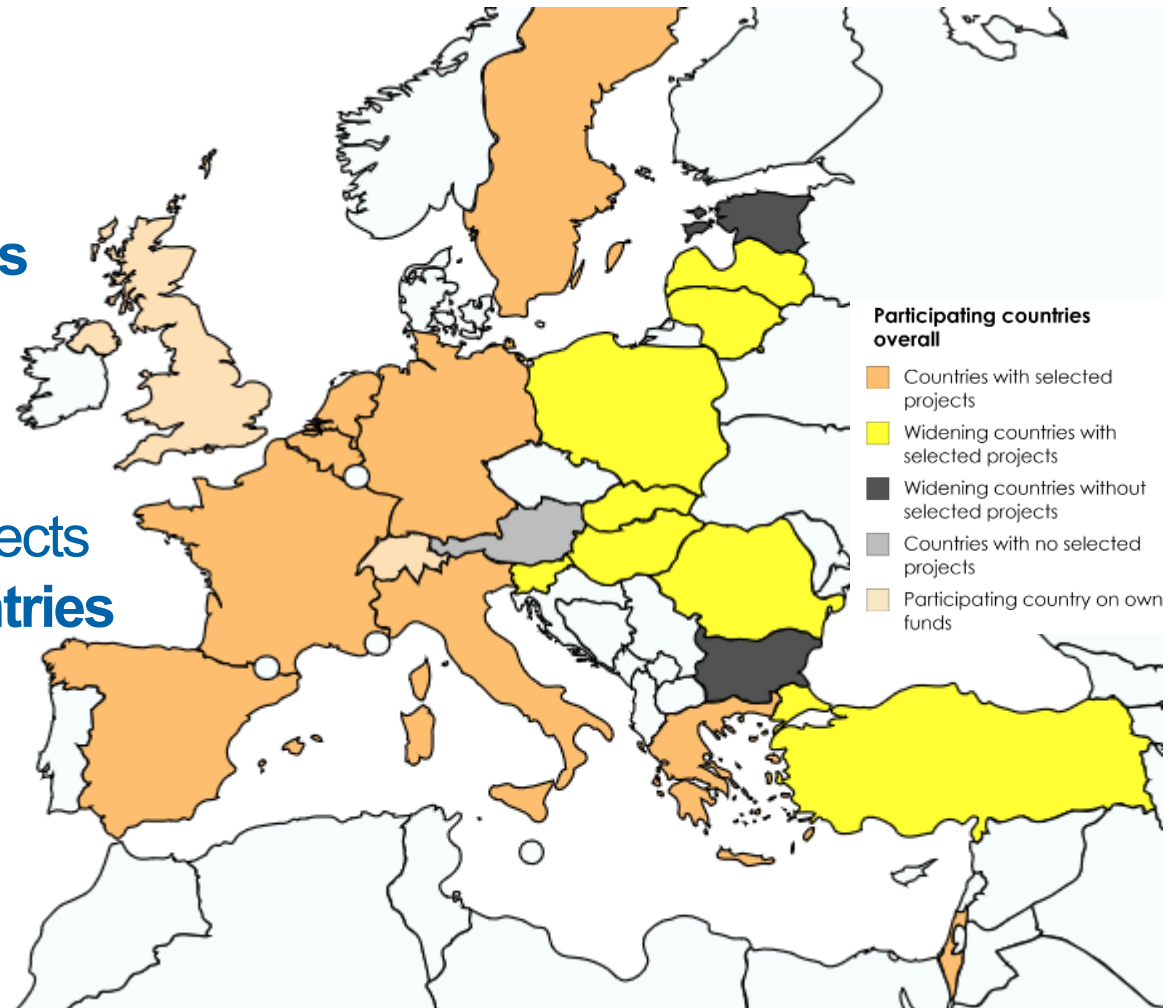 s
ects
ntries
Participating countries
overall
Countries with selected
projects
Widening countries with
selected projects
Widening countries without
selected projects
Countries with no selected
projects
Participating country on own
funds